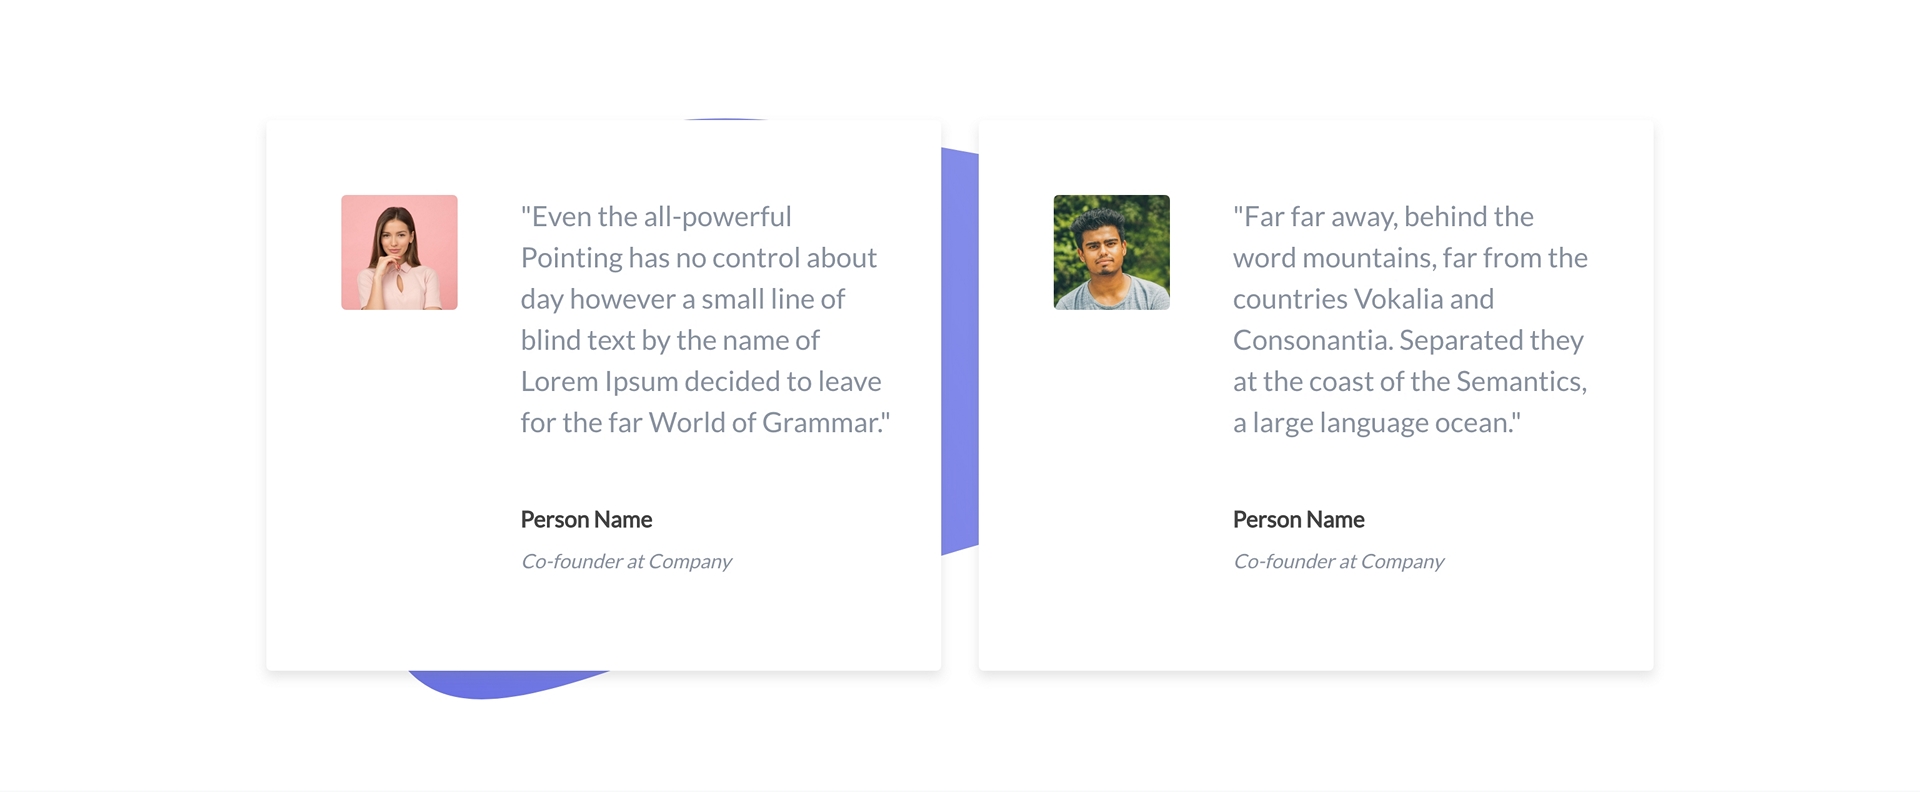 "Even the all-powerful
Pointing has no control about
day however a small line of
blind text by the name of
Lorem Ipsum decided to leave
for the far World of Grammar."
Person Name
Co-founder at Company
"Far far away, behind the
word mountains, far from the
countries Vokalia and
Consonantia. Separated they
at the coast of the Semantics,
a large language ocean."
Person Name
Co-founder at Company